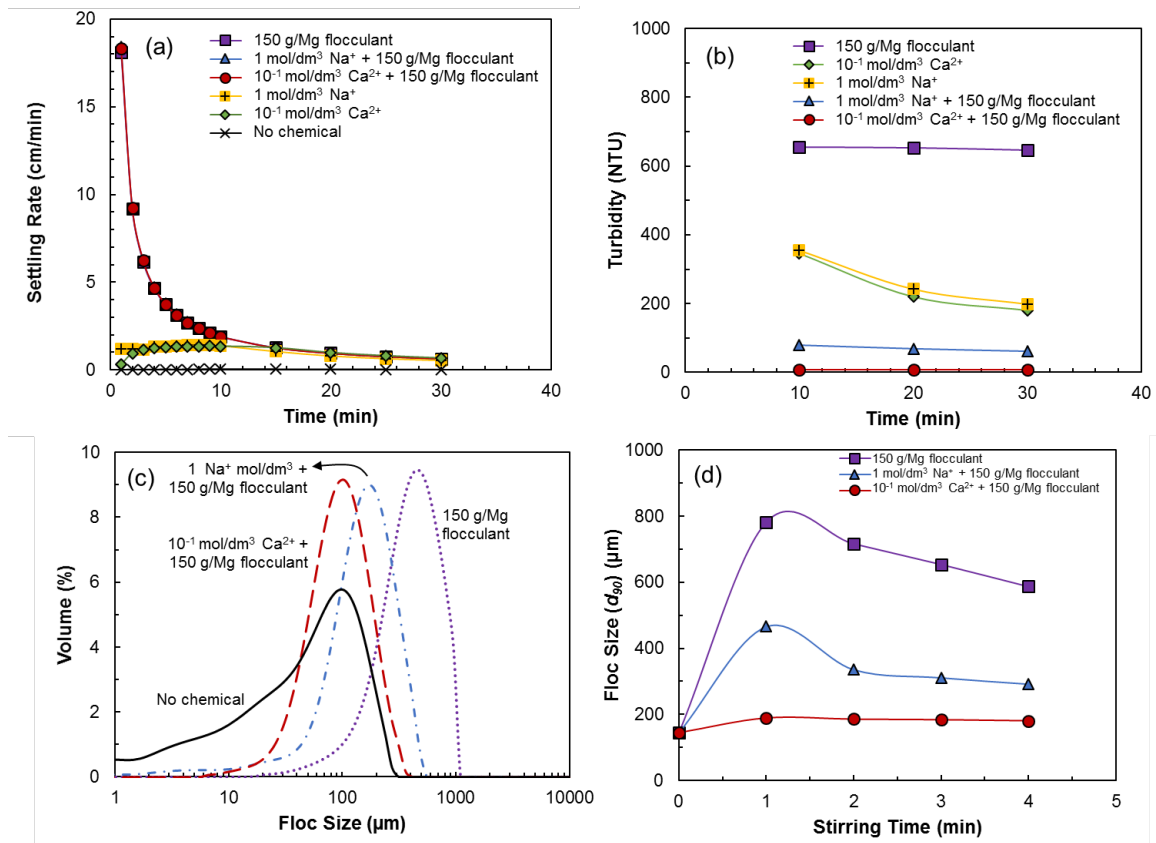 (a)
150 g/Mg flocculant
1 mol/dm³ Na⁺ + 150 g/Mg flocculant
10⁻¹ mol/dm³ Ca²⁺ + 150 g/Mg flocculant
1 mol/dm³ Na⁺
10⁻¹ mol/dm³ Ca²⁺
No chemical
20
15
10
5
0
Settling Rate (cm/min)
0 10 20 30 40
Time (min)
(b)
150 g/Mg flocculant
10⁻¹ mol/dm³ Ca²⁺
1 mol/dm³ Na⁺
1 mol/dm³ Na⁺ + 150 g/Mg flocculant
10⁻¹ mol/dm³ Ca²⁺ + 150 g/Mg flocculant
1000
800
600
400
200
0
Turbidity (NTU)
0 10 20 30 40
Time (min)
(c)
1 Na⁺ mol/dm³ +
150 g/Mg flocculant
10⁻¹ mol/dm³ Ca²⁺ +
150 g/Mg flocculant
150 g/Mg
flocculant
No chemical
10
8
6
4
2
0
Volume (%)
1 10 100 1000 10000
Floc Size (µm)
(d)
150 g/Mg flocculant
1 mol/dm³ Na⁺ + 150 g/Mg flocculant
10⁻¹ mol/dm³ Ca²⁺ + 150 g/Mg flocculant
1000
800
600
400
200
0
Floc Size (d₉₀) (µm)
0 1 2 3 4 5
Stirring Time (min)